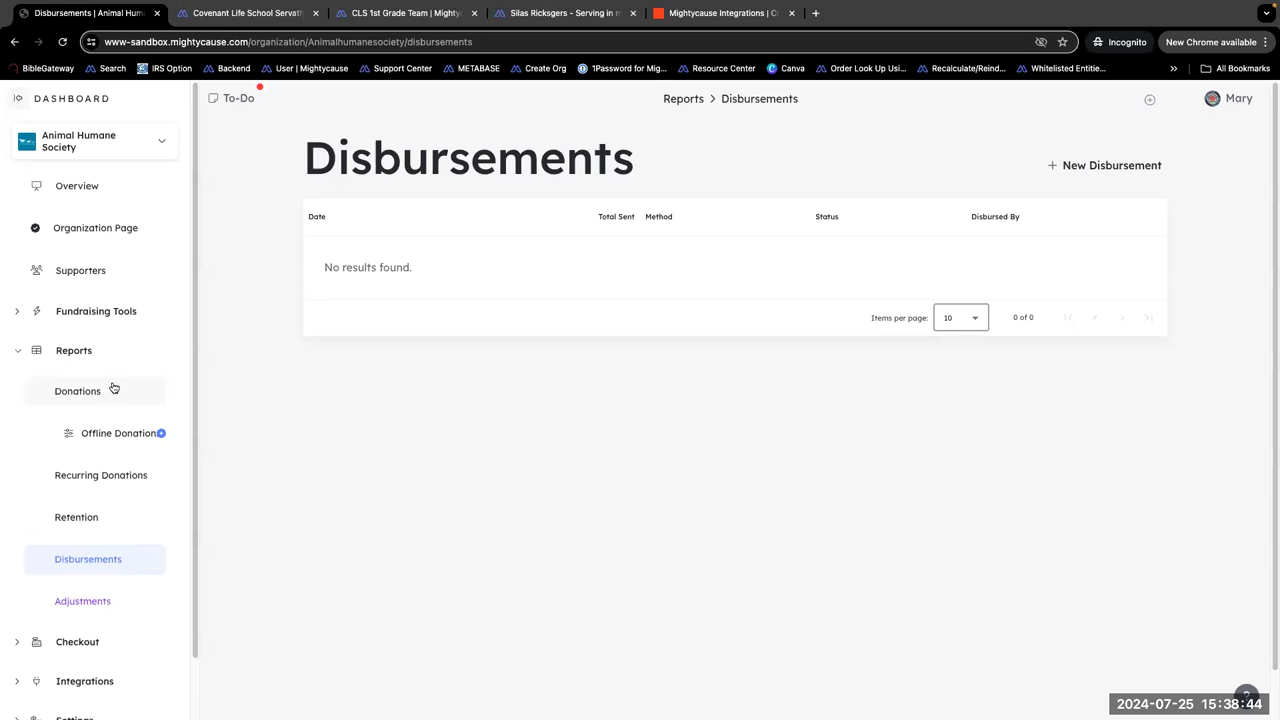 Disbursements | Animal Hum
Covenant Life School Servath
CLS 1st Grade Team | Mighty
Silas Ricksgers - Serving in m
Mightycause Integrations | C
www-sandbox.mightycause.com/organization/Animalhumanesociety/disbursements
Incognito
New Chrome available
BibleGateway
Search
IRS Option
Backend
User | Mightycause
Support Center
METABASE
Create Org
1Password for Mig...
Resource Center
Canva
Order Look Up Usi...
Recalculate/Reind...
Whitelisted Entitie...
»
All Bookmarks
DASHBOARD
To-Do
Reports > Disbursements
Mary
Animal Humane
Society
Disbursements
+ New Disbursement
Overview
Organization Page
Supporters
Fundraising Tools
Reports
Donations
Offline Donation
Recurring Donations
Retention
Disbursements
Adjustments
Checkout
Integrations
Settings
Date Total Sent Method Status Disbursed By
No results found.
Items per page: 10 0 of 0
?
2024-07-25 15:38:44